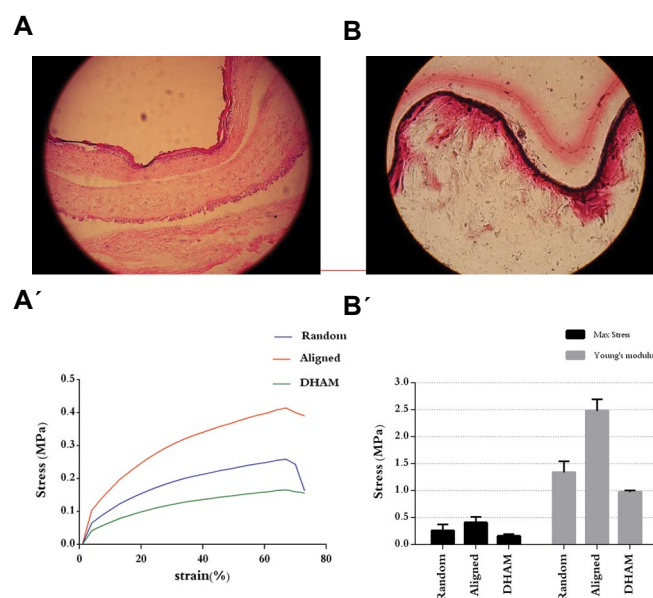 A
B
A´
Random
Aligned
DHAM
Stress (MPa)
0.5
0.4
0.3
0.2
0.1
0.0
0
20
40
60
80
strain(%)
B´
Max Stress
Young's modulu
Stress (MPa)
3.0
2.5
2.0
1.5
1.0
0.5
0.0
Random
Aligned
DHAM
Random
Aligned
DHAM